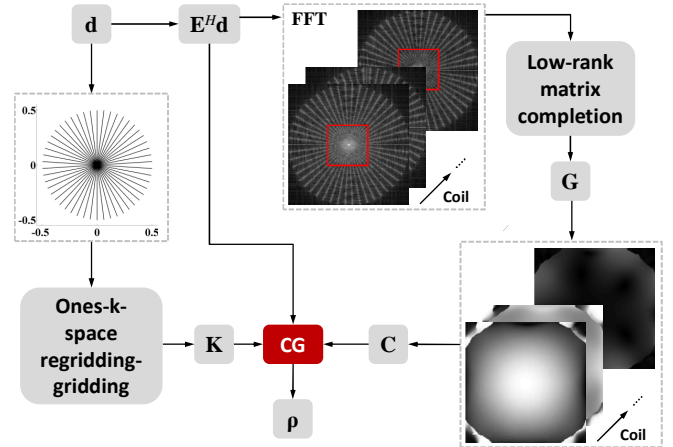 d
E^H d
FFT
Coil
Low-rank
matrix
completion
G
0.5
0
-0.5
-0.5 0 0.5
Ones-k-
space
regridding-
gridding
K
CG
C
ρ
Coil